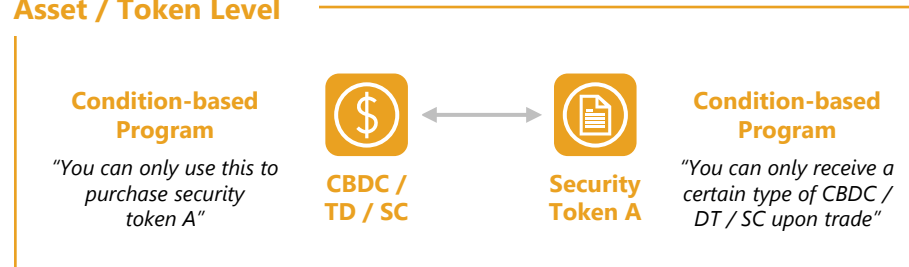 Asset / Token Level
Condition-based
Program
“You can only use this to
purchase security
token A”
$
CBDC /
TD / SC
Security
Token A
Condition-based
Program
“You can only receive a
certain type of CBDC /
DT / SC upon trade”